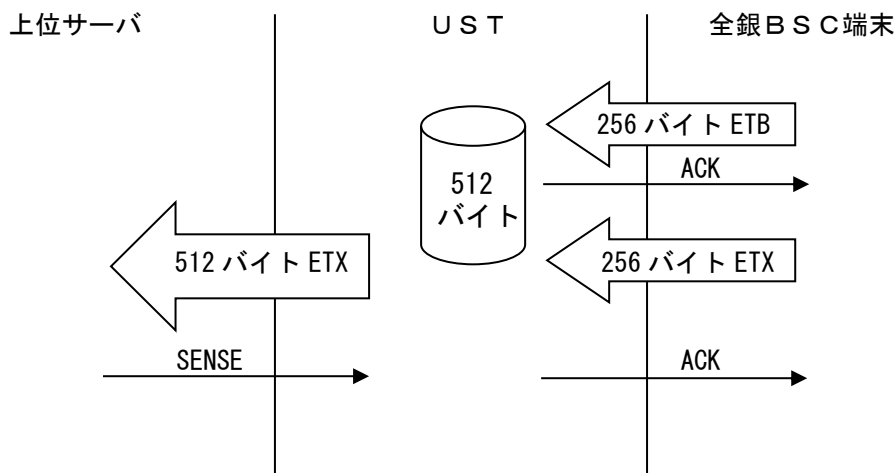 上位サーバ
UST
全銀BSC端末
256 バイト ETB
ACK
512
バイト
512 バイト ETX
256 バイト ETX
SENSE
ACK